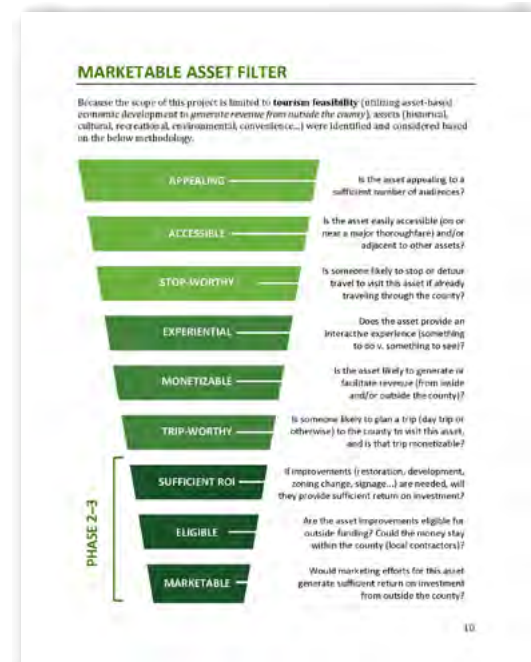 MARKETABLE ASSET FILTER
Because the scope of this project is limited to tourism feasibility (utilizing asset-based
economic development to generate revenue from outside the county), assets (historical,
cultural, recreational, environmental, convenience...) were identified and considered based
on the below methodology.
APPEALING
Is the asset appealing to a
sufficient number of audiences?
ACCESSIBLE
Is the asset easily accessible (on or
near a major thoroughfare) and/or
adjacent to other assets?
STOP-WORTHY
Is someone likely to stop or detour
travel to visit this asset if already
traveling through the county?
EXPERIENTIAL
Does the asset provide an
interactive experience (something
to do v. something to see)?
MONETIZABLE
Is the asset likely to generate or
facilitate revenue (from inside
and/or outside the county)?
TRIP-WORTHY
Is someone likely to plan a trip (day trip or
otherwise) to the county to visit this asset,
and is that trip monetizable?
PHASE 2–3
SUFFICIENT ROI
If improvements (restoration, development,
zoning change, signage...) are needed, will
they provide sufficient return on investment?
ELIGIBLE
Are the asset improvements eligible for
outside funding? Could the money stay
within the county (local contractors)?
MARKETABLE
Would marketing efforts for this asset
generate sufficient return on investment
from outside the county?
10